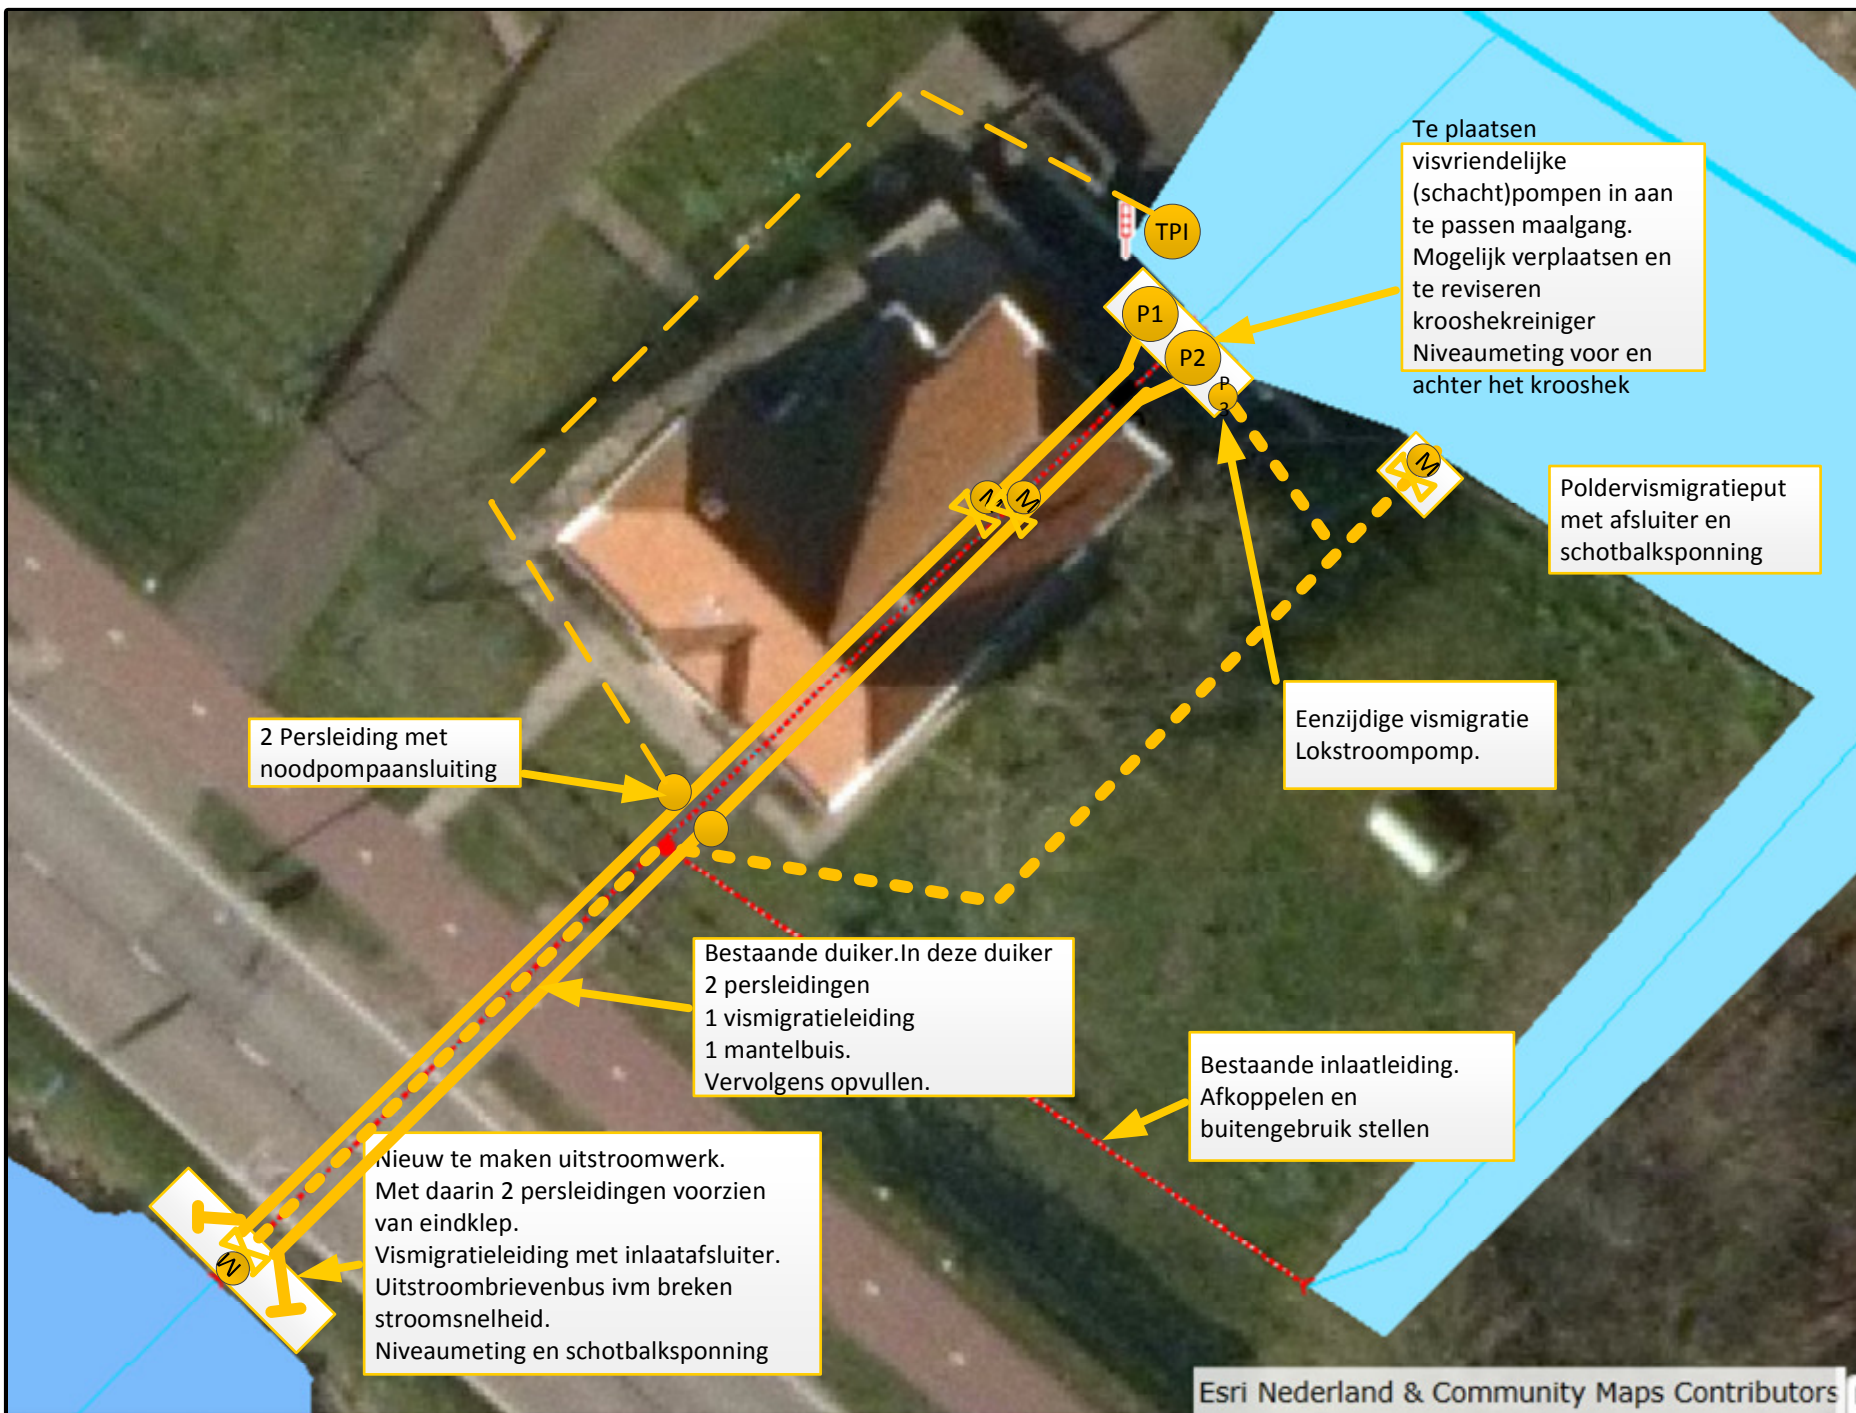 Te plaatsen
visvriendelijke
(schacht)pompen in aan
te passen maalgang.
Mogelijk verplaatsen en
te reviseren
krooshekreiniger
Niveaumeting voor en
achter het krooshek
TPI
P1
P2
P
3
M
M
M
Poldervismigratieput
met afsluiter en
schotbalksponning
Eenzijdige vismigratie
Lokstroompomp.
2 Persleiding met
noodpompaansluiting
Bestaande duiker.In deze duiker
2 persleidingen
1 vismigratieleiding
1 mantelbuis.
Vervolgens opvullen.
Bestaande inlaatleiding.
Afkoppelen en
buitengebruik stellen
Nieuw te maken uitstroomwerk.
Met daarin 2 persleidingen voorzien
van eindklep.
Vismigratieleiding met inlaatafsluiter.
Uitstroombrievenbus ivm breken
stroomsnelheid.
Niveaumeting en schotbalksponning
M
Esri Nederland & Community Maps Contributors